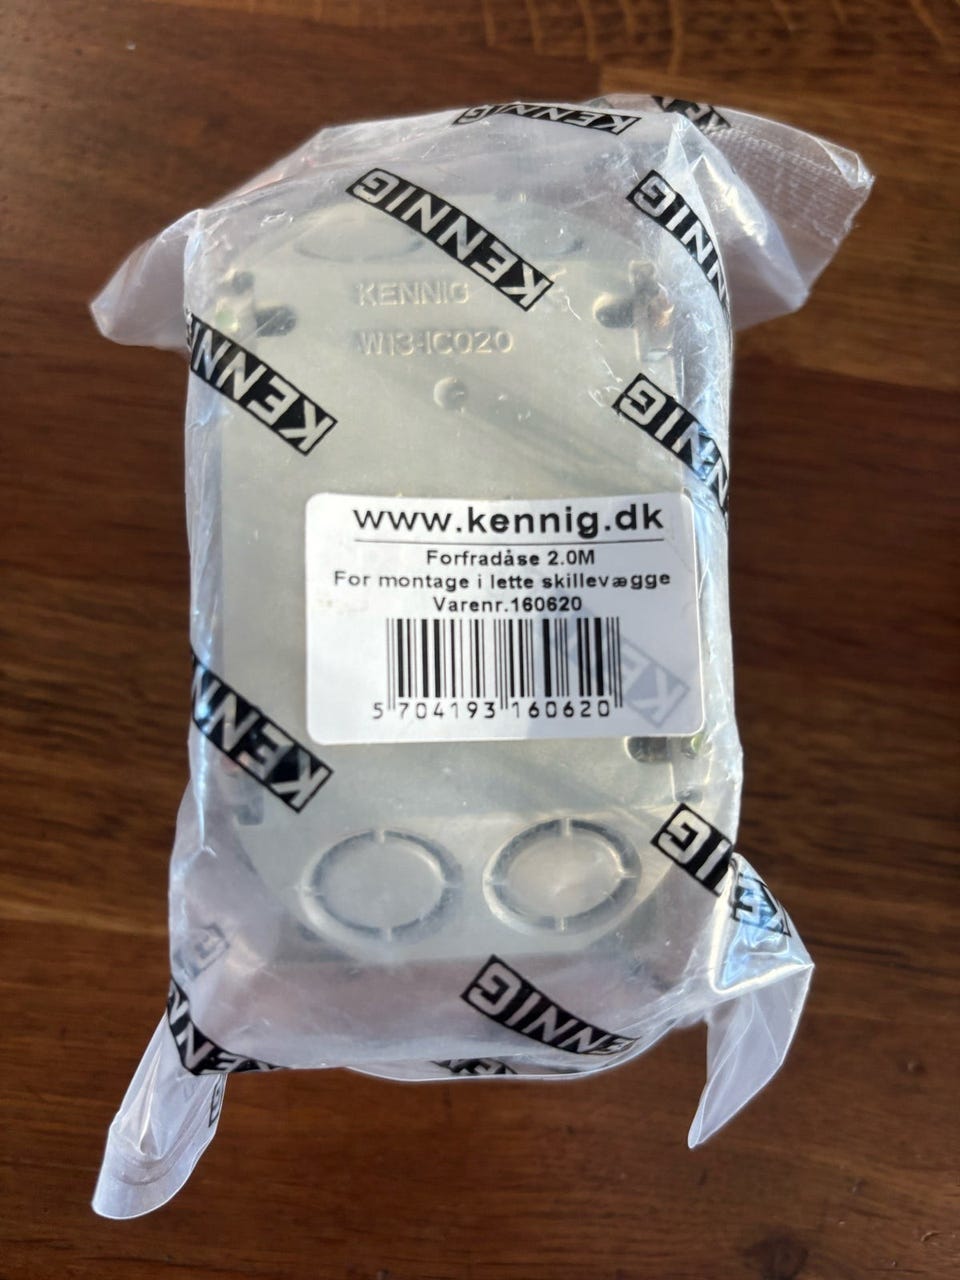 KENNIG
KENNIG
KENNIG
KENNIG
W13-IC020
KENNIG
KENNIG
www.kennig.dk
Forfradåse 2.0M
For montage i lette skillevægge
Varenr.160620
5 704193 160620
KENNIG
KENNIG
KENNIG